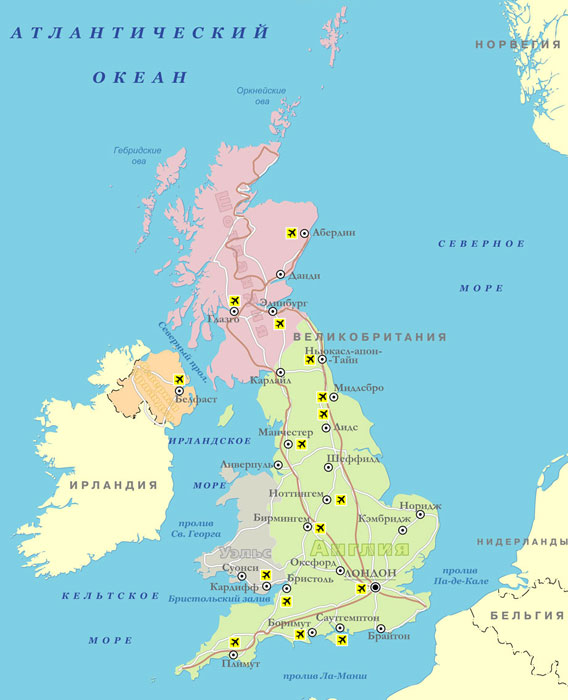 АТЛАНТИЧЕСКИЙ
ОКЕАН
НОРВЕГИЯ
Оркнейские
ова
Гебридские
ова
ШОТЛАНДИЯ
Абердин
СЕВЕРНОЕ
МОРЕ
Данди
Эдинбург
Глазго
ВЕЛИКОБРИТАНИЯ
Северный прол.
Ньюкасл-апон-
-Тайн
Карлайл
Миддсбро
Белфаст
Лидс
Манчестер
ИРЛАНДСКОЕ
МОРЕ
Ливерпуль
Шеффилд
ИРЛАНДИЯ
Ноттингем
Норидж
Кэмбридж
Бирмингем
пролив
Св. Георга
НИДЕРЛАНДЫ
Уэльс
Англия
Оксфорд
ЛОНДОН
пролив
Па-де-Кале
Суонси
Кардифф
Бристоль
Бристольский залив
КЕЛЬТСКОЕ
МОРЕ
БЕЛЬГИЯ
Саутгемптон
Боримут
Брайтон
Плимут
пролив Ла-Манш